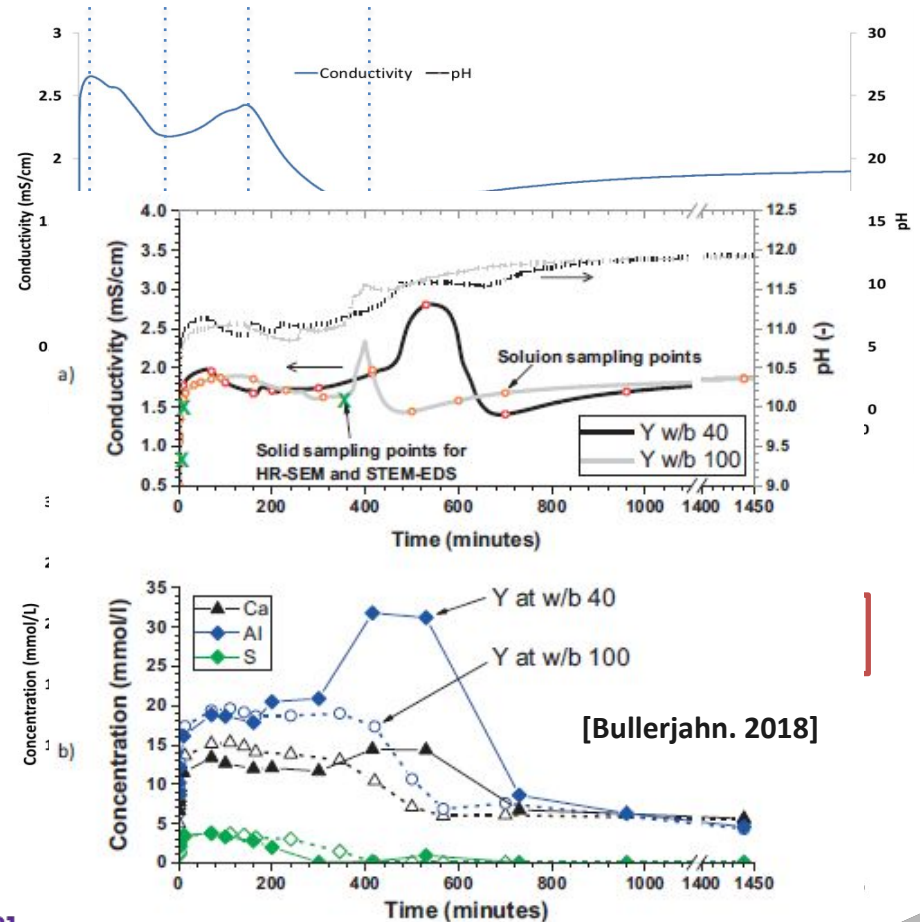 3
30
Conductivity
pH
2.5
25
2
20
Conductivity (mS/cm)
1
15
pH
10
0
5
0
4.0
3.5
3.0
2.5
2.0
1.5
1.0
0.5
Conductivity (mS/cm)
12.5
12.0
11.5
11.0
10.5
10.0
9.5
9.0
pH (-)
a)
Soluion sampling points
Solid sampling points for
HR-SEM and STEM-EDS
Y w/b 40
Y w/b 100
0 200 400 600 800 1000 1400 1450
Time (minutes)
Concentration (mmol/L)
2
2
1
1
b)
35
30
25
20
15
10
5
0
Concentration (mmol/l)
Ca
Al
S
Y at w/b 40
Y at w/b 100
[Bullerjahn. 2018]
0 200 400 600 800 1000 1400 1450
Time (minutes)